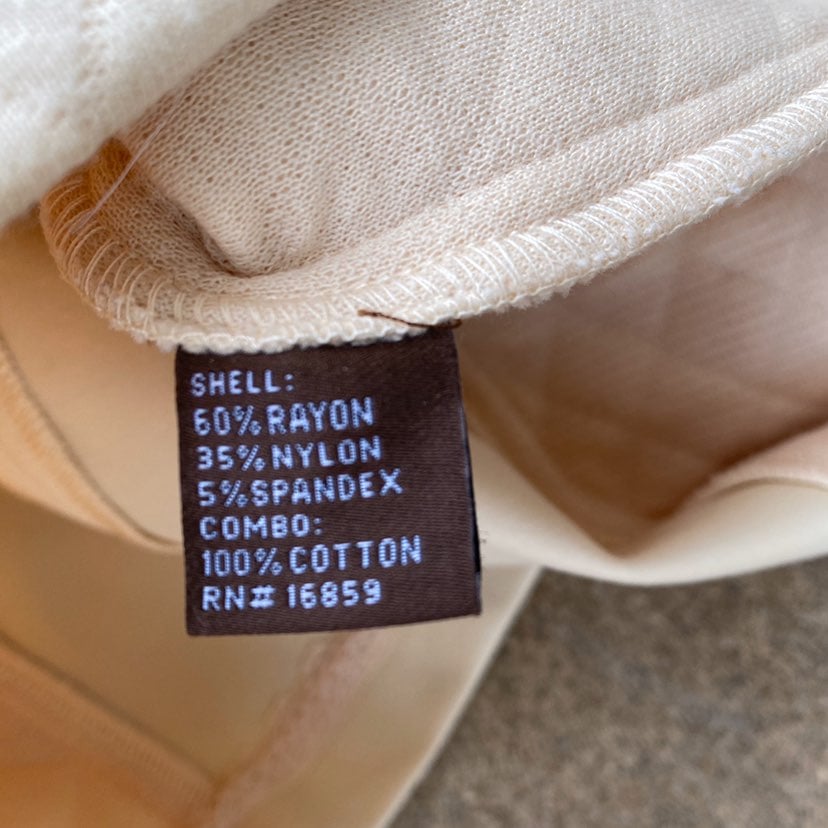 SHELL:
60% RAYON
35% NYLON
5% SPANDEX
COMBO:
100% COTTON
RN# 16859